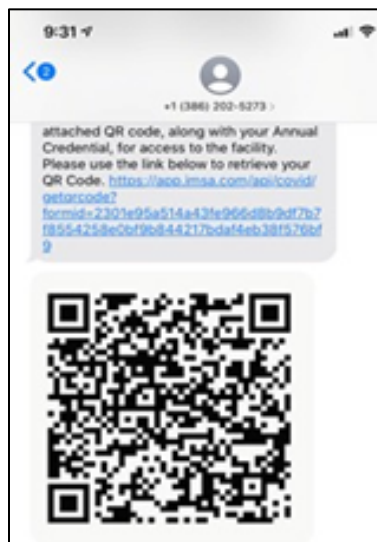 9:31
2
+1 (386) 202-5273 >
attached QR code, along with your Annual
Credential, for access to the facility.
Please use the link below to retrieve your
QR Code. https://app.imsa.com/api/covid/
getqrcode?
formid=2301e95a514a43fe966d8b9df7b7
f8554258e0bf9b844217bdaf4eb38f576bf
9